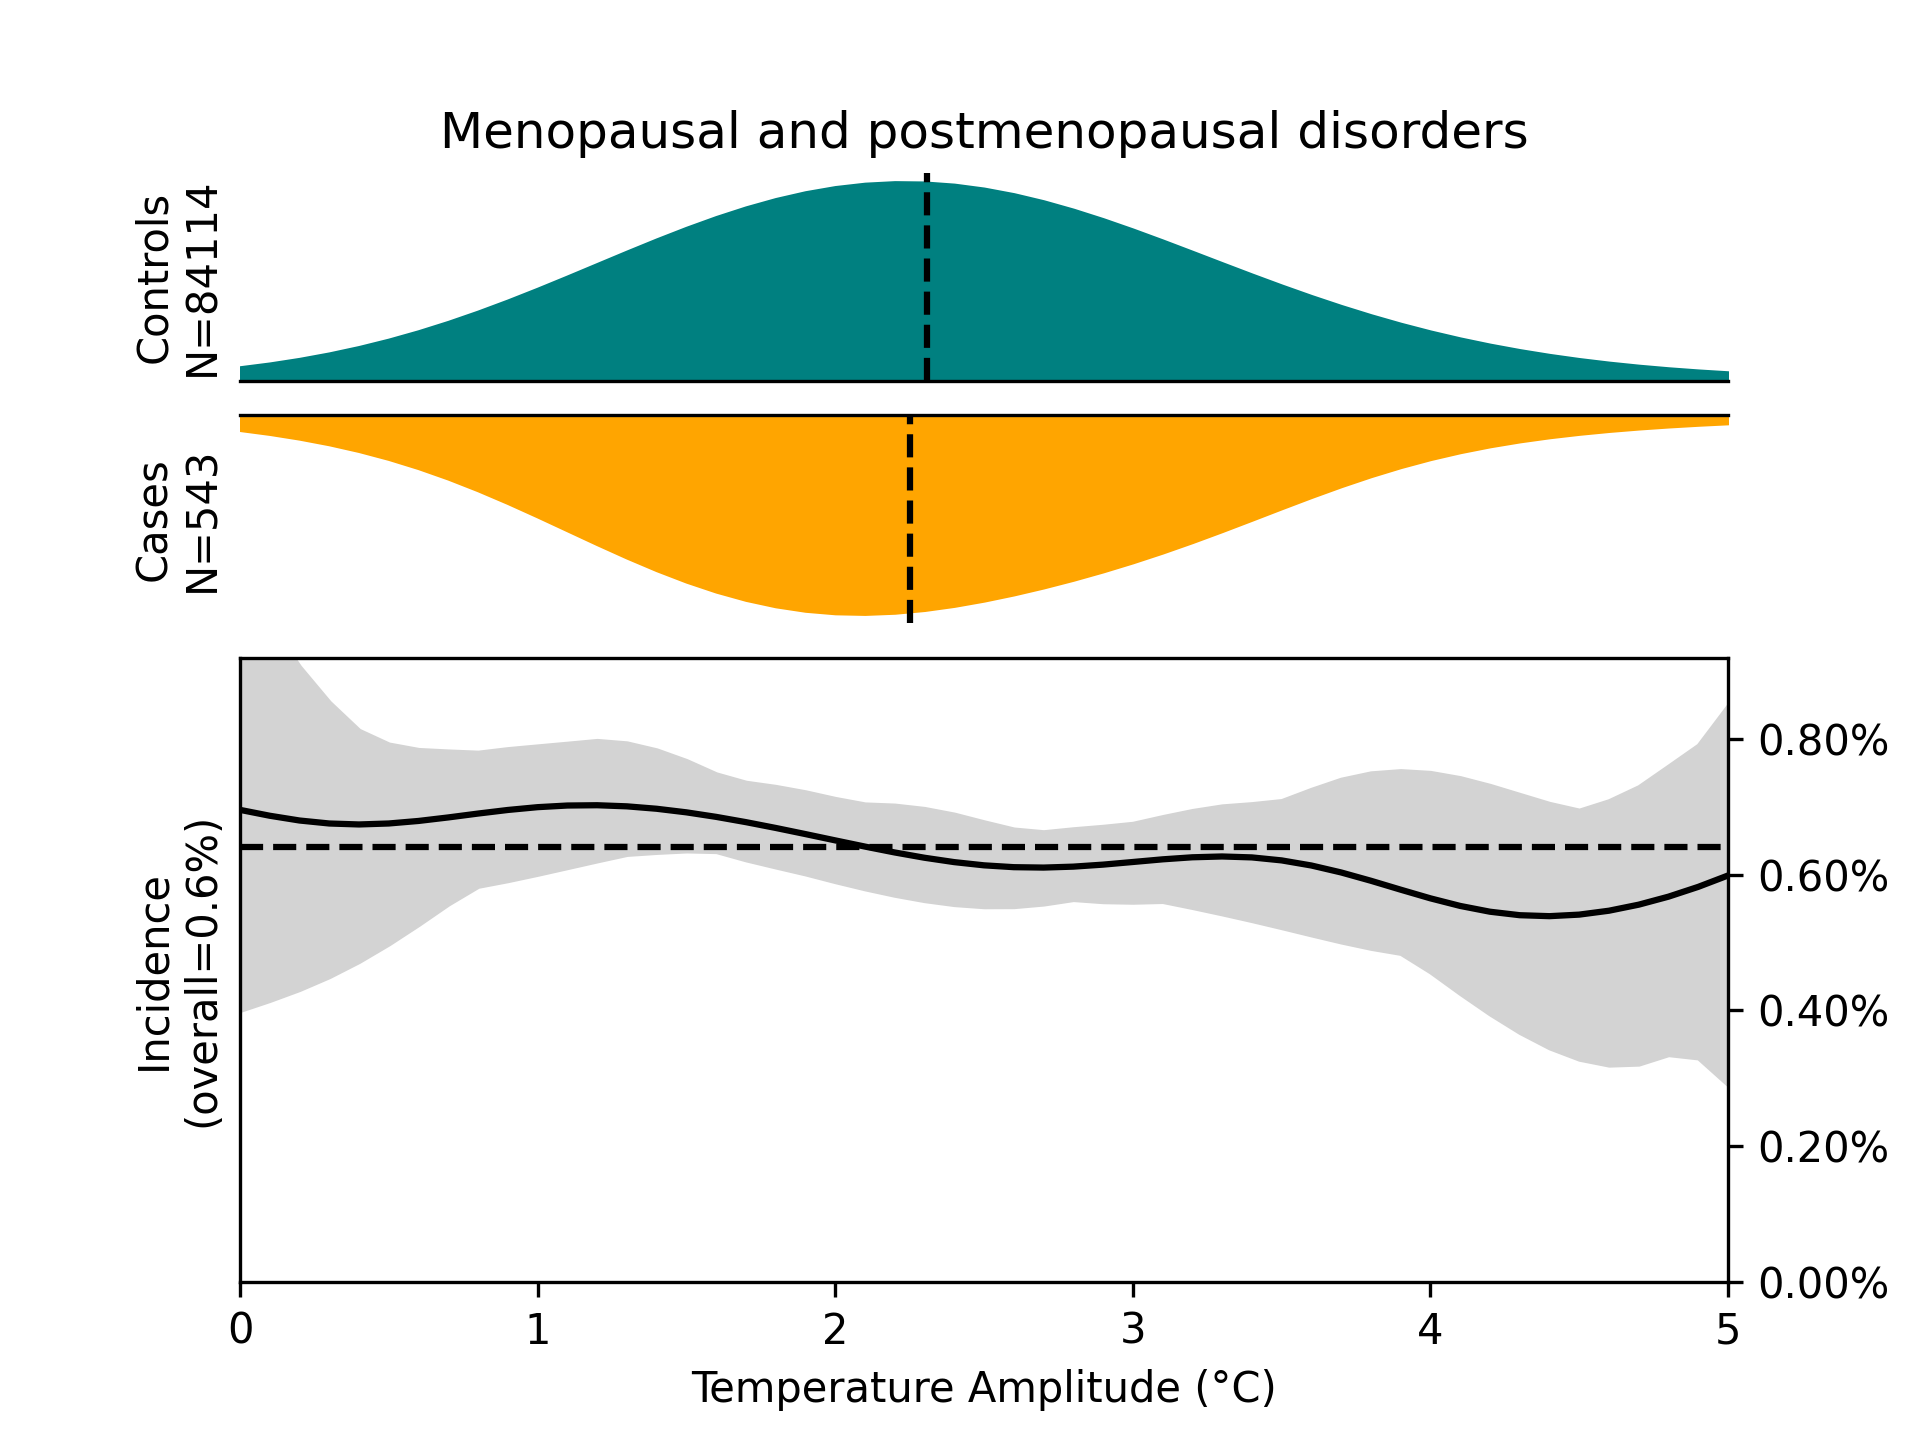 Menopausal and postmenopausal disorders
Controls
N=84114
Cases
N=543
Incidence
(overall=0.6%)
0.80%
0.60%
0.40%
0.20%
0.00%
0 1 2 3 4 5
Temperature Amplitude (°C)